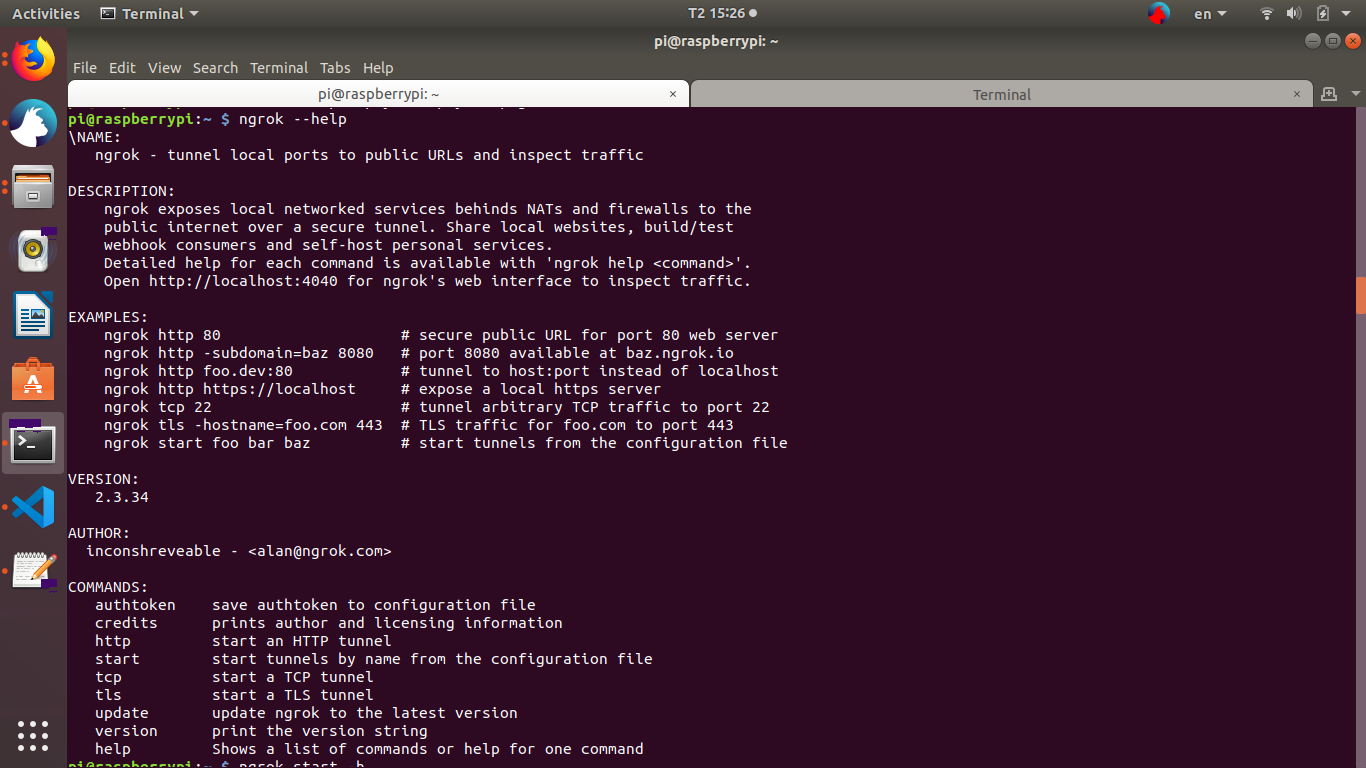 Activities Terminal T2 15:26 en
pi@raspberrypi: ~
File Edit View Search Terminal Tabs Help
pi@raspberrypi: ~ × Terminal ×
pi@raspberrypi:~ $ ngrok --help
\NAME:
ngrok - tunnel local ports to public URLs and inspect traffic
DESCRIPTION:
ngrok exposes local networked services behinds NATs and firewalls to the
public internet over a secure tunnel. Share local websites, build/test
webhook consumers and self-host personal services.
Detailed help for each command is available with 'ngrok help <command>'.
Open http://localhost:4040 for ngrok's web interface to inspect traffic.
EXAMPLES:
ngrok http 80 # secure public URL for port 80 web server
ngrok http -subdomain=baz 8080 # port 8080 available at baz.ngrok.io
ngrok http foo.dev:80 # tunnel to host:port instead of localhost
ngrok http https://localhost # expose a local https server
ngrok tcp 22 # tunnel arbitrary TCP traffic to port 22
ngrok tls -hostname=foo.com 443 # TLS traffic for foo.com to port 443
ngrok start foo bar baz # start tunnels from the configuration file
VERSION:
2.3.34
AUTHOR:
inconshreveable - <alan@ngrok.com>
COMMANDS:
authtoken save authtoken to configuration file
credits prints author and licensing information
http start an HTTP tunnel
start start tunnels by name from the configuration file
tcp start a TCP tunnel
tls start a TLS tunnel
update update ngrok to the latest version
version print the version string
help Shows a list of commands or help for one command
pi@raspberrypi:~ $ ngrok start